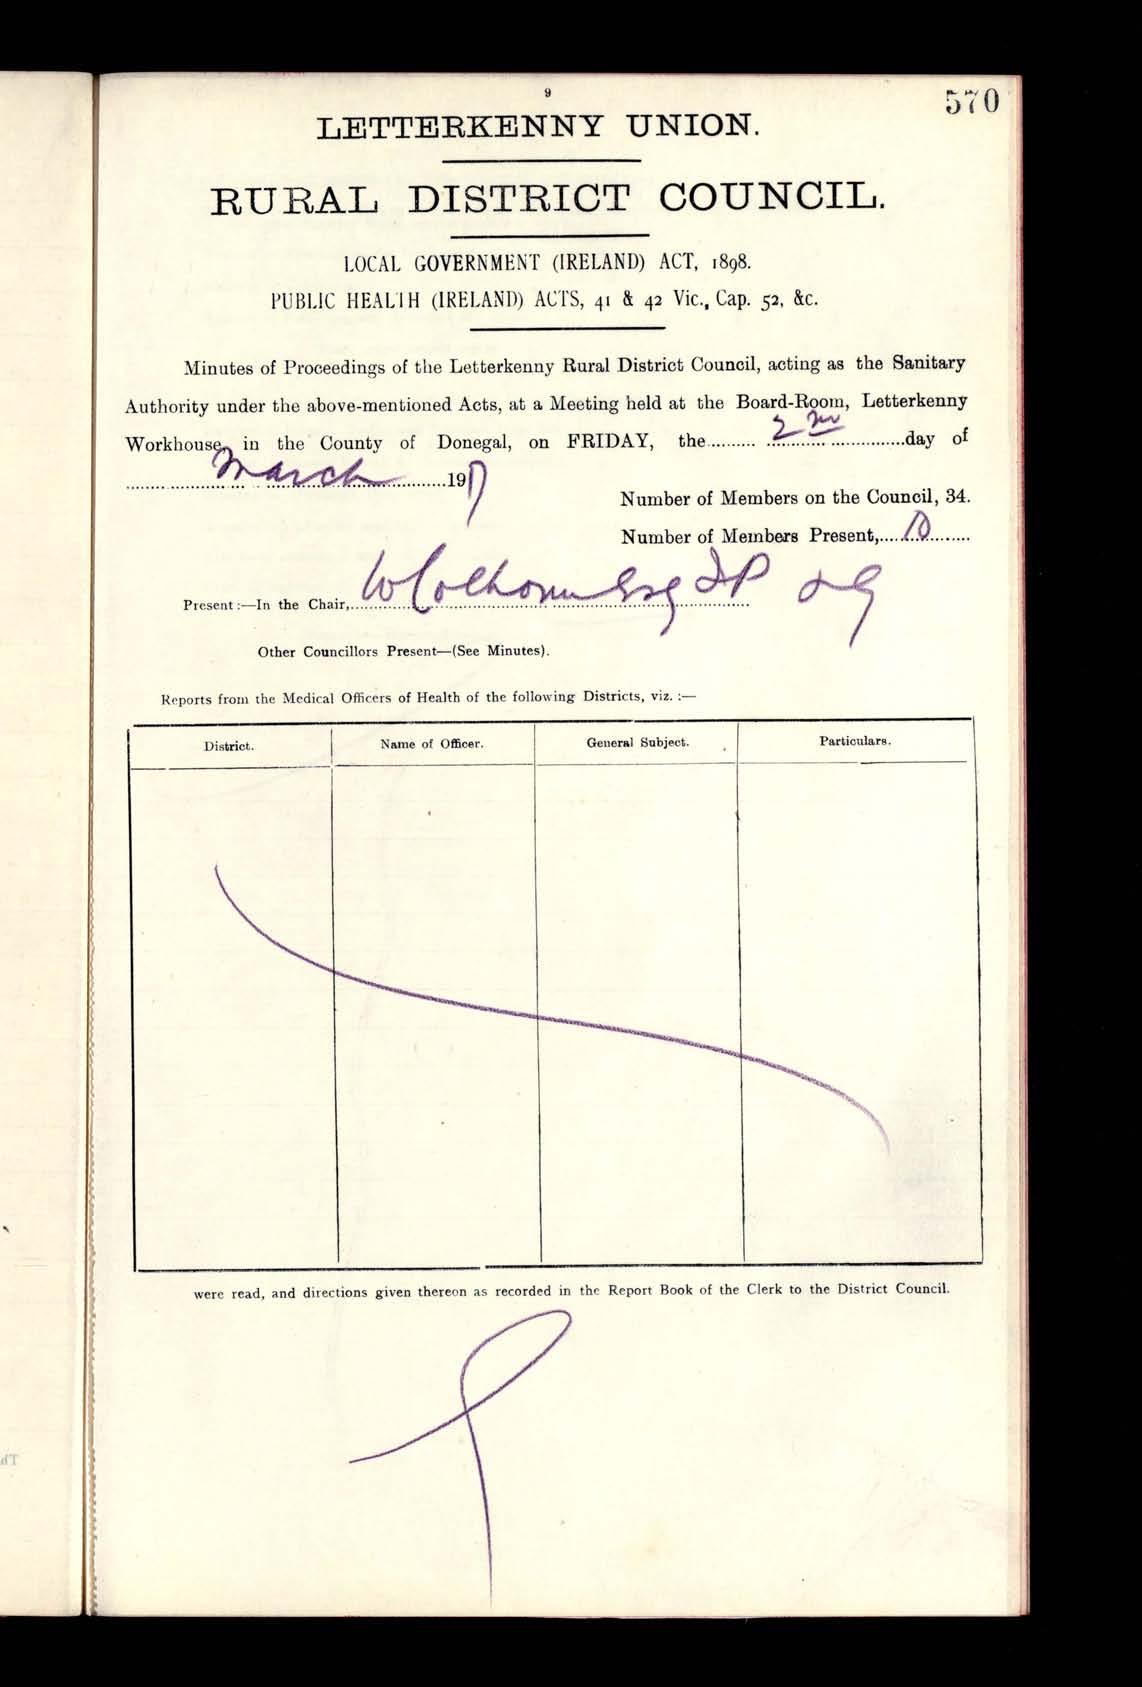 9
570
LETTERKENNY UNION.
RURAL DISTRICT COUNCIL.
LOCAL GOVERNMENT (IRELAND) ACT, 1898.
PUBLIC HEALTH (IRELAND) ACTS, 41 & 42 Vic., Cap. 52, &c.
Minutes of Proceedings of the Letterkenny Rural District Council, acting as the Sanitary
Authority under the above-mentioned Acts, at a Meeting held at the Board-Room, Letterkenny
Workhouse, in the County of Donegal, on FRIDAY, the 2nd day of
March 1917
Number of Members on the Council, 34.
Number of Members Present, 10
Present :—In the Chair, W Colhoun Esq JP
Other Councillors Present—(See Minutes).
Reports from the Medical Officers of Health of the following Districts, viz. :—
District. Name of Officer. General Subject. Particulars.
were read, and directions given thereon as recorded in the Report Book of the Clerk to the District Council.